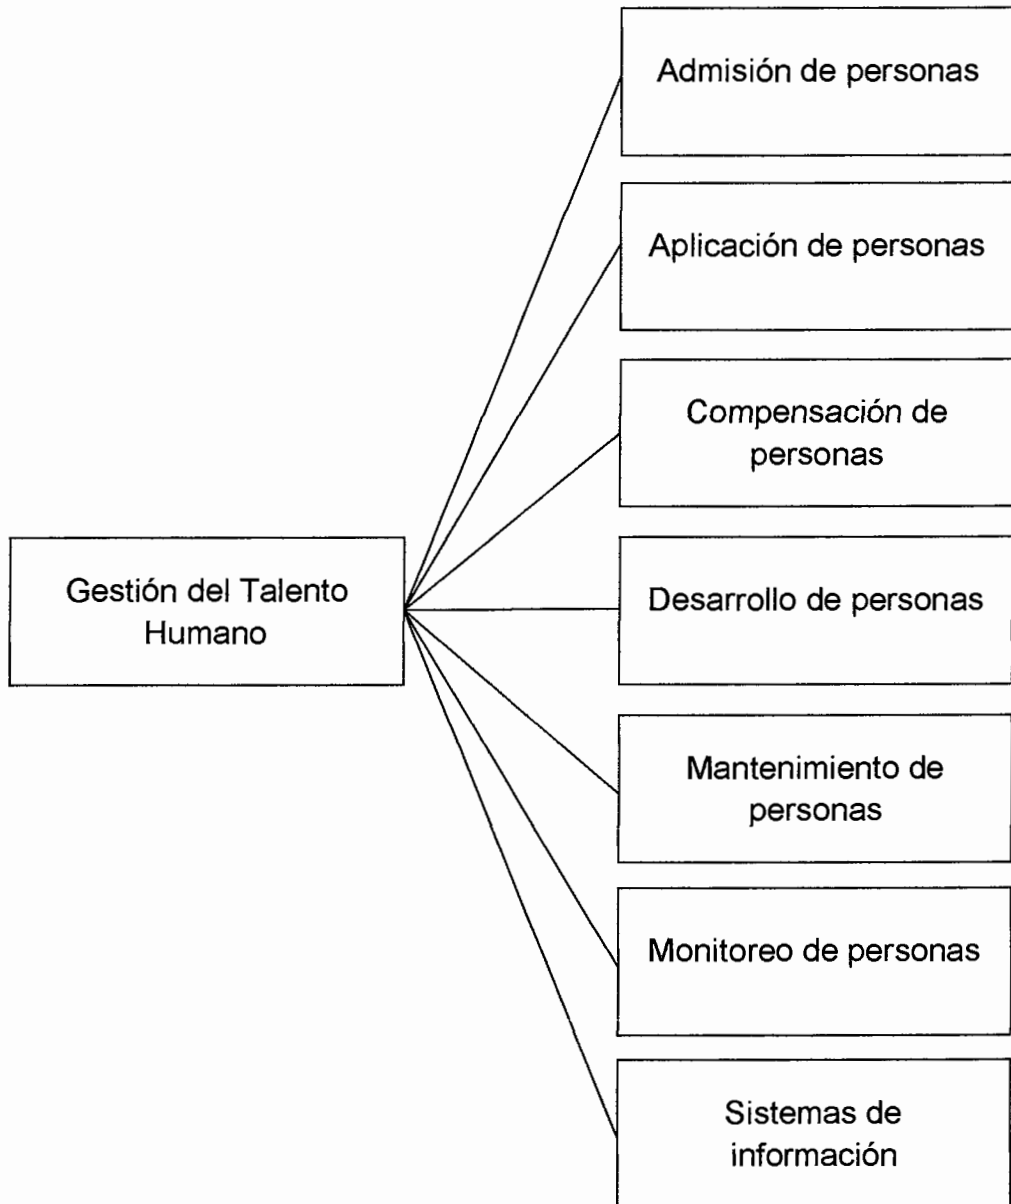 Admisión de personas
Aplicación de personas
Compensación de
personas
Gestión del Talento
Humano
Desarrollo de personas
Mantenimiento de
personas
Monitoreo de personas
Sistemas de
información